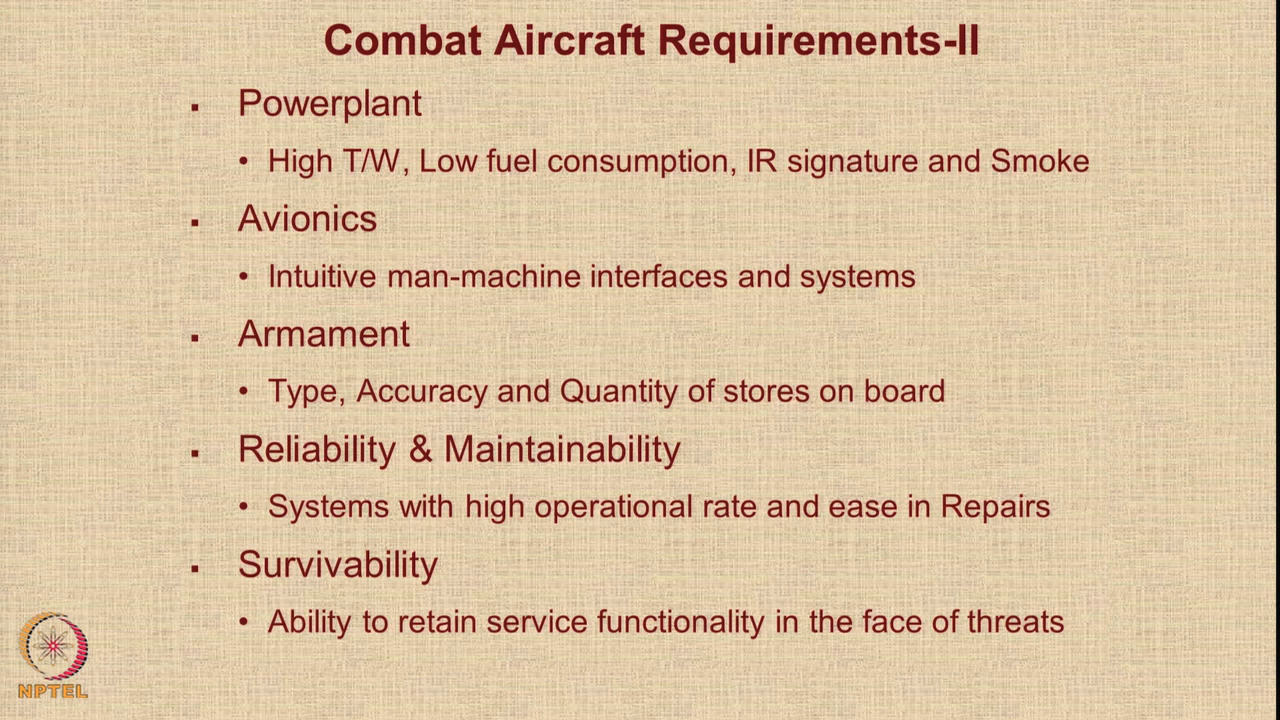 Combat Aircraft Requirements-II
▪ Powerplant
• High T/W, Low fuel consumption, IR signature and Smoke
▪ Avionics
• Intuitive man-machine interfaces and systems
▪ Armament
• Type, Accuracy and Quantity of stores on board
▪ Reliability & Maintainability
• Systems with high operational rate and ease in Repairs
▪ Survivability
• Ability to retain service functionality in the face of threats
NPTEL